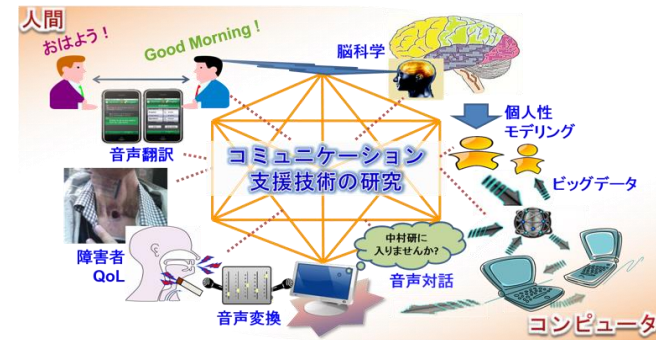 人間
おはよう！
Good Morning！
脳科学
個人性
モデリング
音声翻訳
コミュニケーション
支援技術の研究
ビッグデータ
中村研に
入りませんか?
障害者
QoL
音声対話
音声変換
コンピュータ